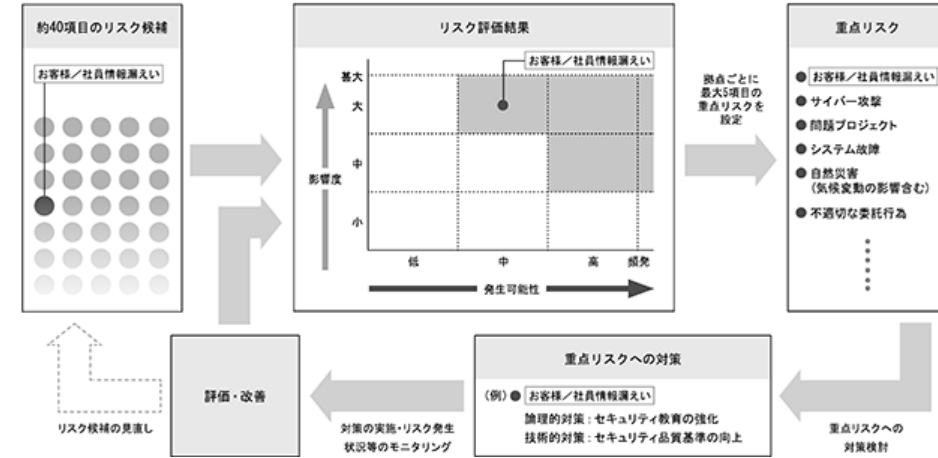 約40項目のリスク候補
お客様／社員情報漏えい
リスク評価結果
お客様／社員情報漏えい
甚大
大
中
小
影響度
低
中
高
頻発
発生可能性
拠点ごとに
最大5項目の
重点リスクを
設定
重点リスク
お客様／社員情報漏えい
サイバー攻撃
問題プロジェクト
システム故障
自然災害
（気候変動の影響含む）
不適切な委託行為
重点リスクへの
対策検討
重点リスクへの対策
（例）● お客様／社員情報漏えい
論理的対策：セキュリティ教育の強化
技術的対策：セキュリティ品質基準の向上
対策の実施・リスク発生
状況等のモニタリング
評価・改善
リスク候補の見直し